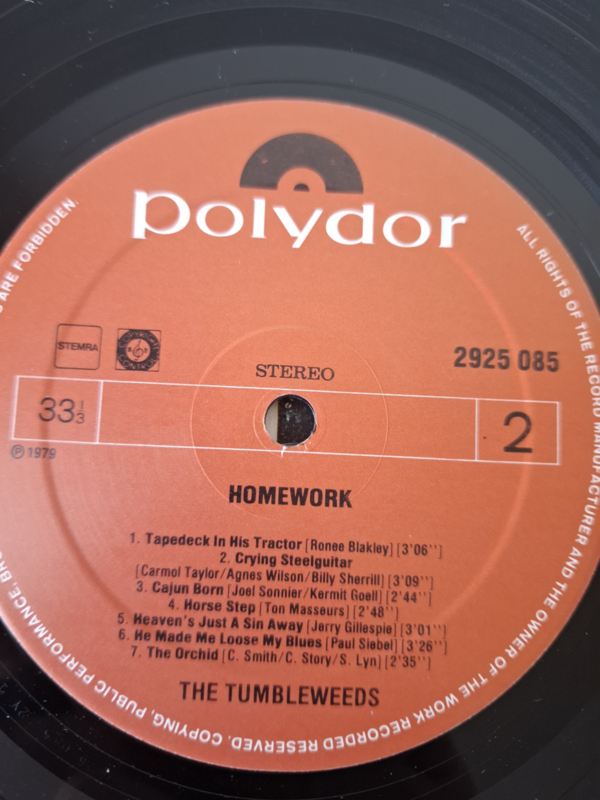 polydor
S ARE FORBIDDEN.
ALL RIGHTS OF THE RECORD MANUFACTURER AND THE OWNER OF THE WORK RECORDED RESERVED. COPYING, PUBLIC PERFORMANCE, BRO
STEMRA
STEREO
2925 085
33 1/3
2
℗ 1979
HOMEWORK
1. Tapedeck In His Tractor [Ronee Blakley] [3'06'']
2. Crying Steelguitar
[Carmol Taylor/Agnes Wilson/Billy Sherrill] [3'09'']
3. Cajun Born [Joel Sonnier/Kermit Goell] [2'44'']
4. Horse Step [Ton Masseurs] [2'48'']
5. Heaven's Just A Sin Away [Jerry Gillespie] [3'01'']
6. He Made Me Loose My Blues [Paul Siebel] [3'26'']
7. The Orchid [C. Smith/C. Story/S. Lyn] [2'35'']
THE TUMBLEWEEDS